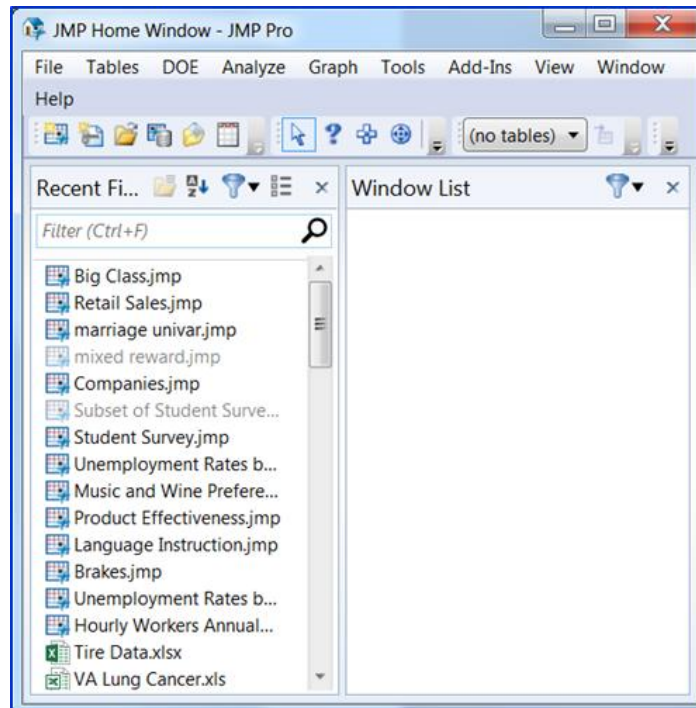 JMP Home Window - JMP Pro
File Tables DOE Analyze Graph Tools Add-Ins View Window
Help
(no tables)
Recent Fi...
Filter (Ctrl+F)
Big Class.jmp
Retail Sales.jmp
marriage univar.jmp
mixed reward.jmp
Companies.jmp
Subset of Student Surve...
Student Survey.jmp
Unemployment Rates b...
Music and Wine Prefere...
Product Effectiveness.jmp
Language Instruction.jmp
Brakes.jmp
Unemployment Rates b...
Hourly Workers Annual...
Tire Data.xlsx
VA Lung Cancer.xls
Window List